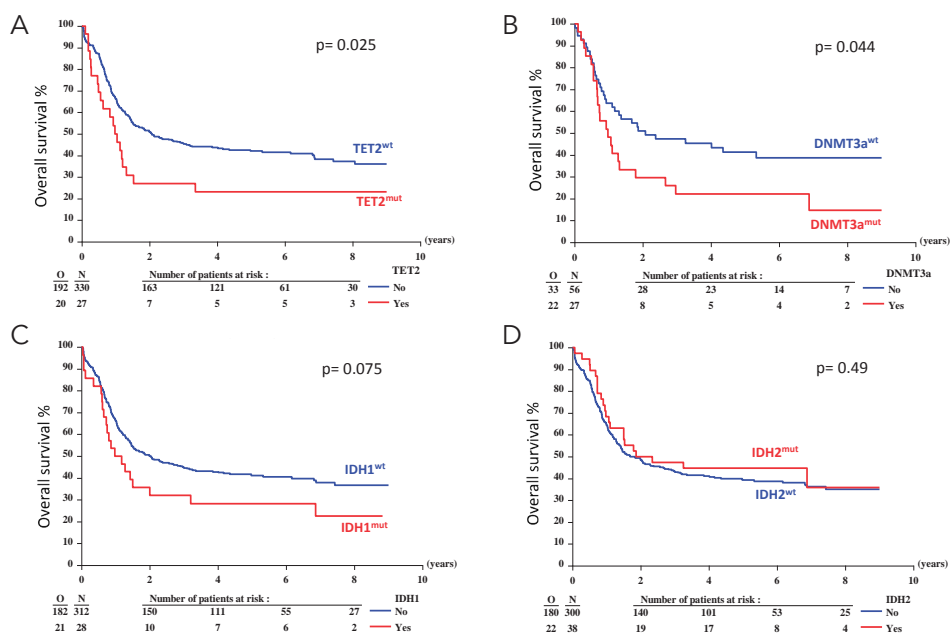 A
p= 0.025
Overall survival %
100
90
80
70
60
50
40
30
20
10
0
TET2wt
TET2mut
0 2 4 6 8 10
(years)
O N Number of patients at risk : TET2
192 330 163 121 61 30 No
20 27 7 5 5 3 Yes
B
p= 0.044
Overall survival %
100
90
80
70
60
50
40
30
20
10
0
DNMT3awt
DNMT3amut
0 2 4 6 8 10
(years)
O N Number of patients at risk : DNMT3a
33 56 28 23 14 7 No
22 27 8 5 4 2 Yes
C
p= 0.075
Overall survival %
100
90
80
70
60
50
40
30
20
10
0
IDH1wt
IDH1mut
0 2 4 6 8 10
(years)
O N Number of patients at risk : IDH1
182 312 150 111 55 27 No
21 28 10 7 6 2 Yes
D
p= 0.49
Overall survival %
100
90
80
70
60
50
40
30
20
10
0
IDH2mut
IDH2wt
0 2 4 6 8 10
(years)
O N Number of patients at risk : IDH2
180 300 140 101 53 25 No
22 38 19 17 8 4 Yes